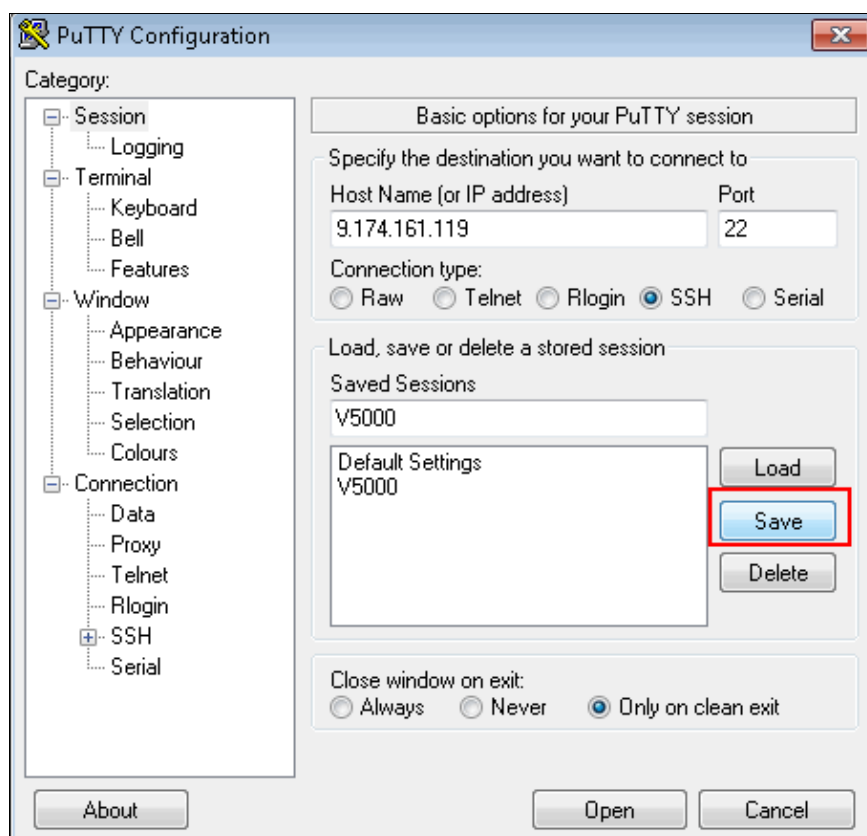 PuTTY Configuration
Category:
Session
Logging
Terminal
Keyboard
Bell
Features
Window
Appearance
Behaviour
Translation
Selection
Colours
Connection
Data
Proxy
Telnet
Rlogin
SSH
Serial
Basic options for your PuTTY session
Specify the destination you want to connect to
Host Name (or IP address) Port
9.174.161.119 22
Connection type:
Raw Telnet Rlogin SSH Serial
Load, save or delete a stored session
Saved Sessions
V5000
Default Settings
V5000
Load
Save
Delete
Close window on exit:
Always Never Only on clean exit
About Open Cancel